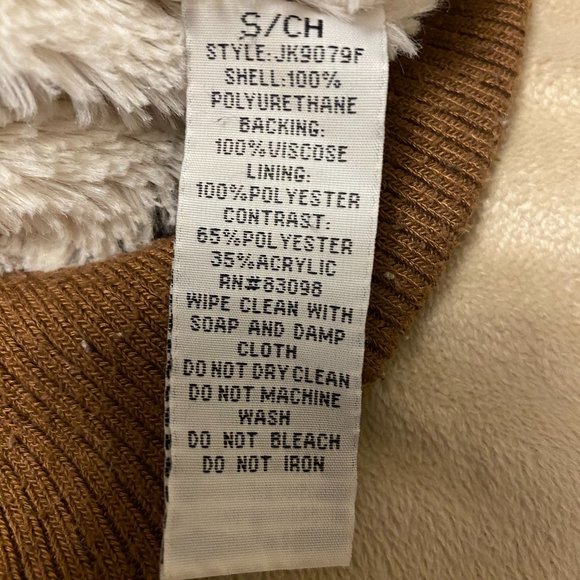 S/CH
STYLE:JK9079F
SHELL:100%
POLYURETHANE
BACKING:
100%VISCOSE
LINING:
100%POLYESTER
CONTRAST:
65%POLYESTER
35%ACRYLIC
RN#83098
WIPE CLEAN WITH
SOAP AND DAMP
CLOTH
DO NOT DRY CLEAN
DO NOT MACHINE
WASH
DO NOT BLEACH
DO NOT IRON